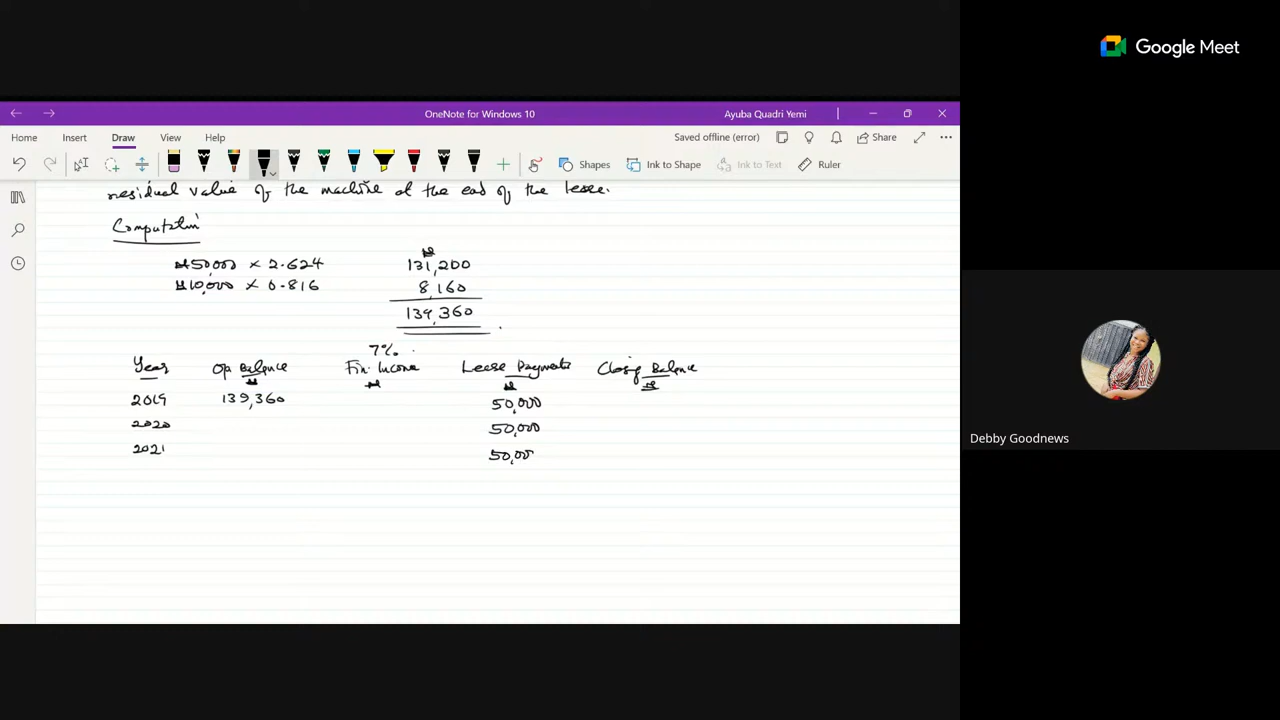 Google Meet
OneNote for Windows 10
Ayuba Quadri Yemi
Home Insert Draw View Help
Saved offline (error)
Share
Shapes
Ink to Shape
Ink to Text
Ruler
residual value of the machine at the end of the lease.
Computation
₦50,000 × 2.624
₦
131,200
₦10,000 × 0.816
8,160
139,360
7%
Year Op Balance Fin. Income Lease Payments Closing Balance
₦ ₦ ₦ ₦
2019 139,360 50,000
2020 50,000
2021 50,00
Debby Goodnews